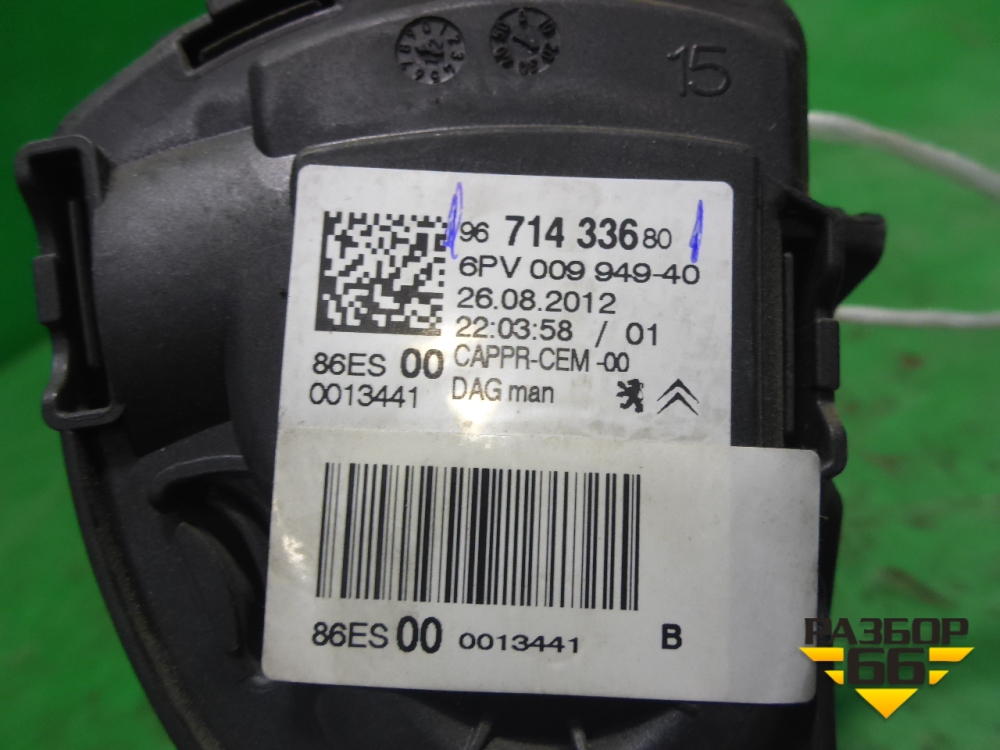 15
96 714 336 80
6PV 009 949-40
26.08.2012
22:03:58 / 01
86ES 00 CAPPR-CEM -00
0013441 DAG man
86ES 00 0013441 B
РАЗБОР
66